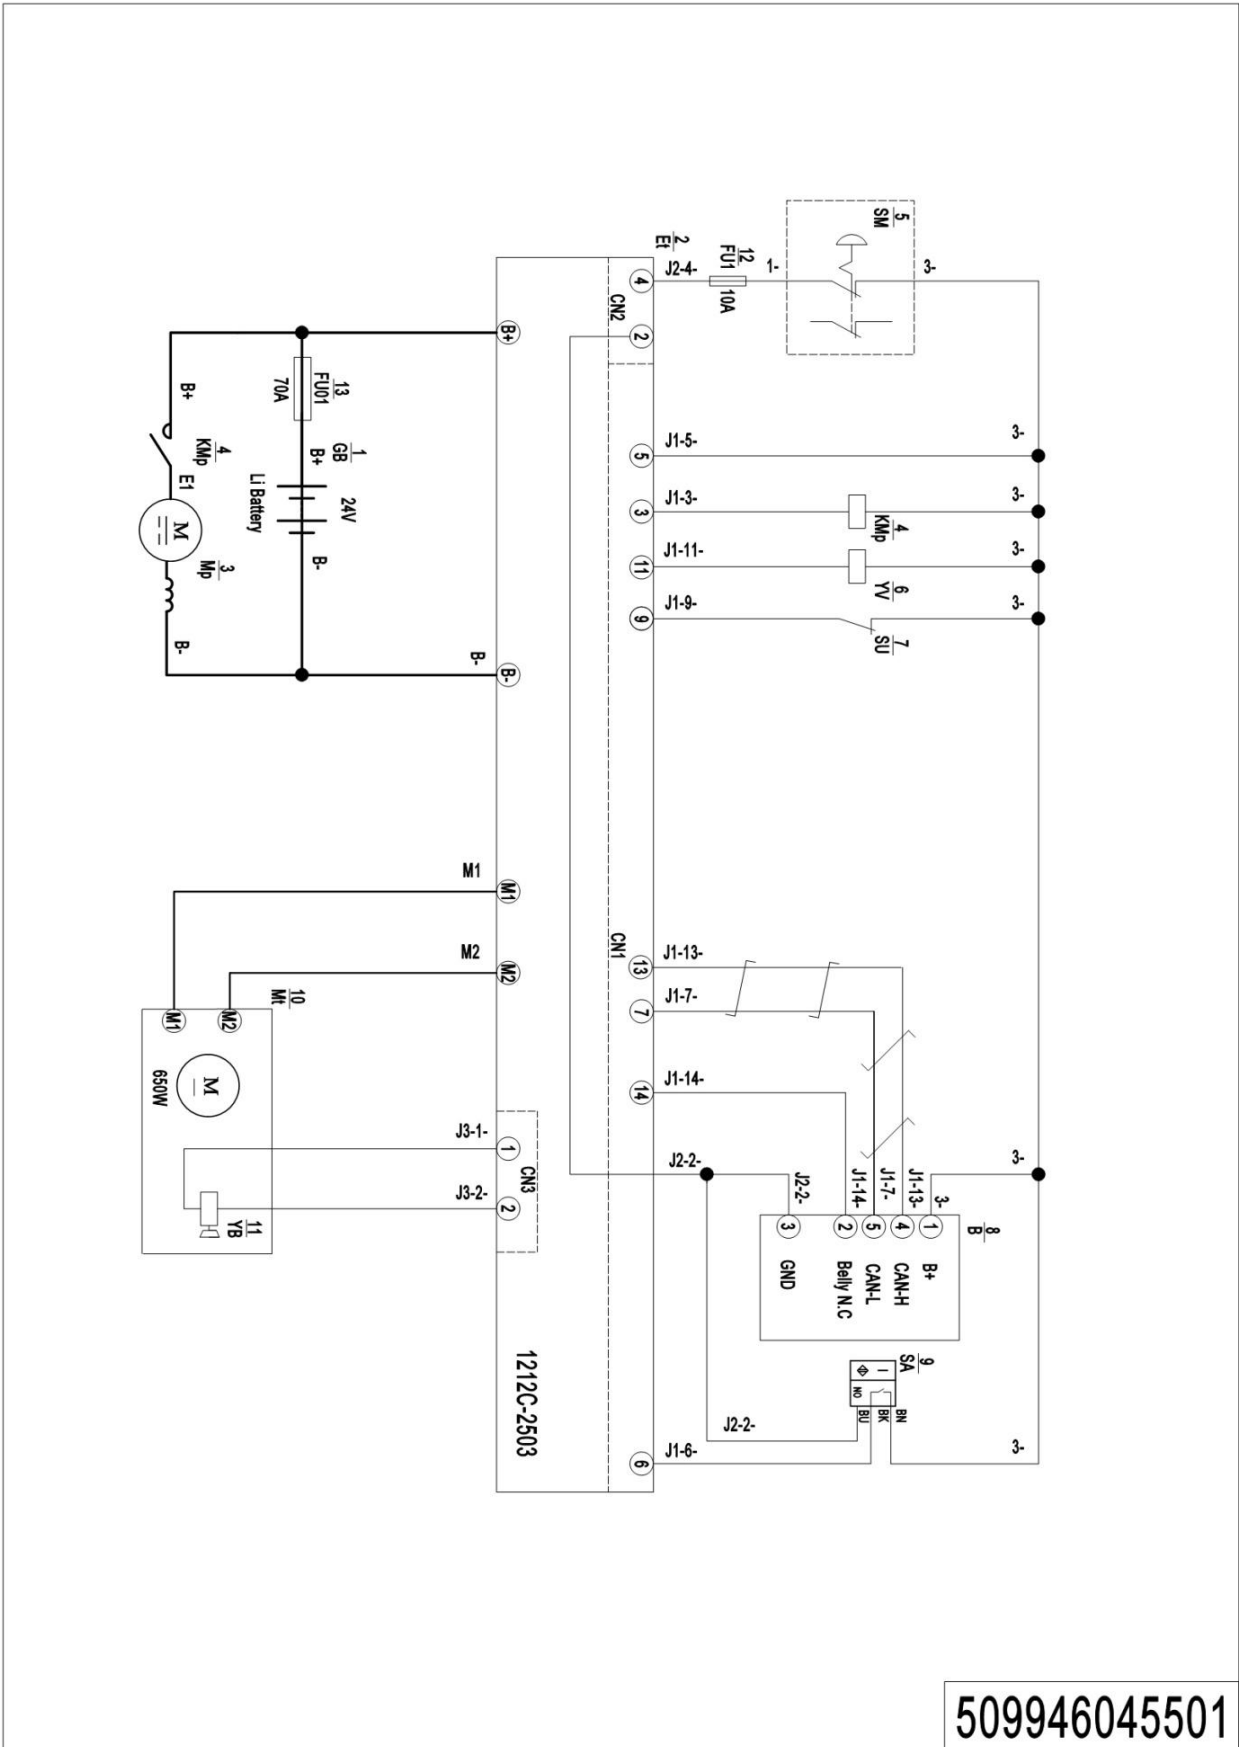 5
SM
2
Et
12
FU1
J2-4-
10A
1-
3-
4
CN2
2
B+
13
FU01
70A
B+
4
KMp
E1
1
GB
B+
24V
Li Battery
B-
M
3
Mp
B-
B-
B-
5
J1-5-
3-
3
J1-3-
4
KMp
3-
11
J1-11-
6
YV
3-
9
J1-9-
7
SU
3-
M1
M1
M2
M2
CN1
13
J1-13-
7
J1-7-
14
J1-14-
10
Mt
M1
M2
M
650W
J3-1-
1
CN3
J3-2-
2
11
YB
J2-2-
J2-2-
J1-14-
J1-7-
J1-13-
3-
3-
3
2
5
4
1
8
B
GND
Belly N.C
CAN-L
CAN-H
B+
9
SA
NO
BU
BK
BN
J2-2-
J1-6-
6
3-
1212C-2503
509946045501